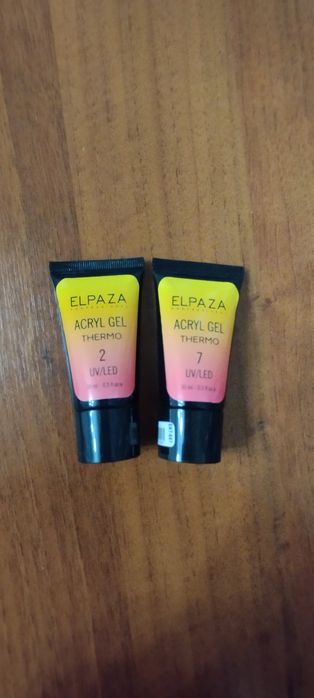 ELPAZA
ACRYL GEL
THERMO
2
UV/LED
ELPAZA
ACRYL GEL
THERMO
7
UV/LED